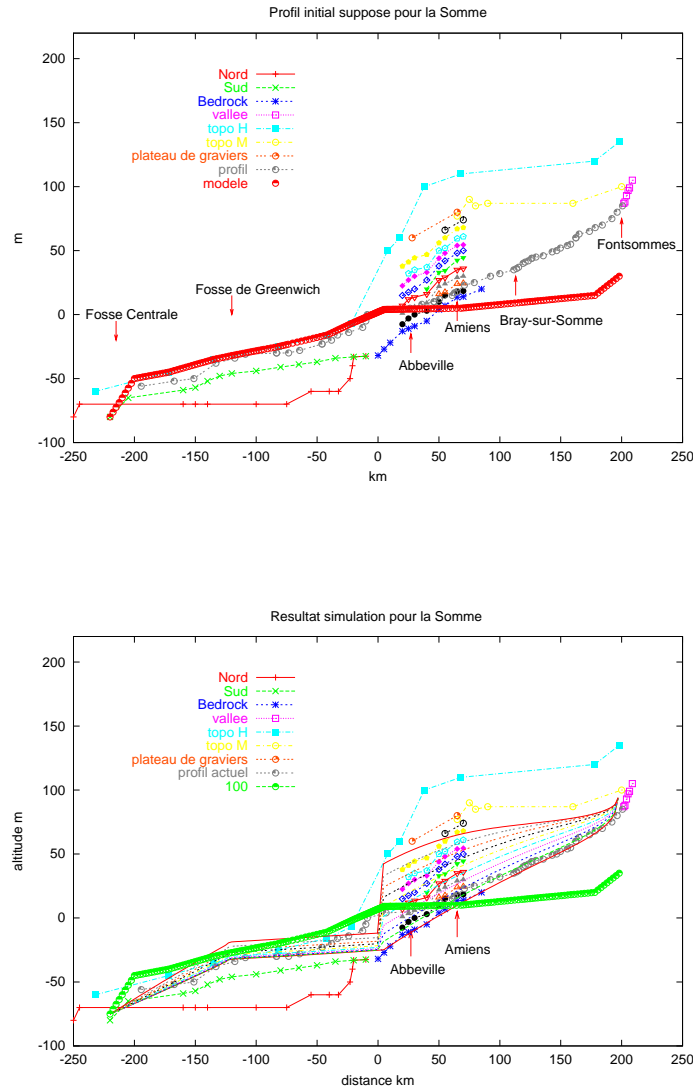 Profil initial suppose pour la Somme
200
150
100
50
0
-50
-100
m
Nord
Sud
Bedrock
vallee
topo H
topo M
plateau de graviers
profil
modele
Fosse Centrale
Fosse de Greenwich
Fontsommes
Amiens
Bray-sur-Somme
Abbeville
-250 -200 -150 -100 -50 0 50 100 150 200 250
km
Resultat simulation pour la Somme
200
150
100
50
0
-50
-100
altitude m
Nord
Sud
Bedrock
vallee
topo H
topo M
plateau de graviers
profil actuel
100
Amiens
Abbeville
-250 -200 -150 -100 -50 0 50 100 150 200 250
distance km